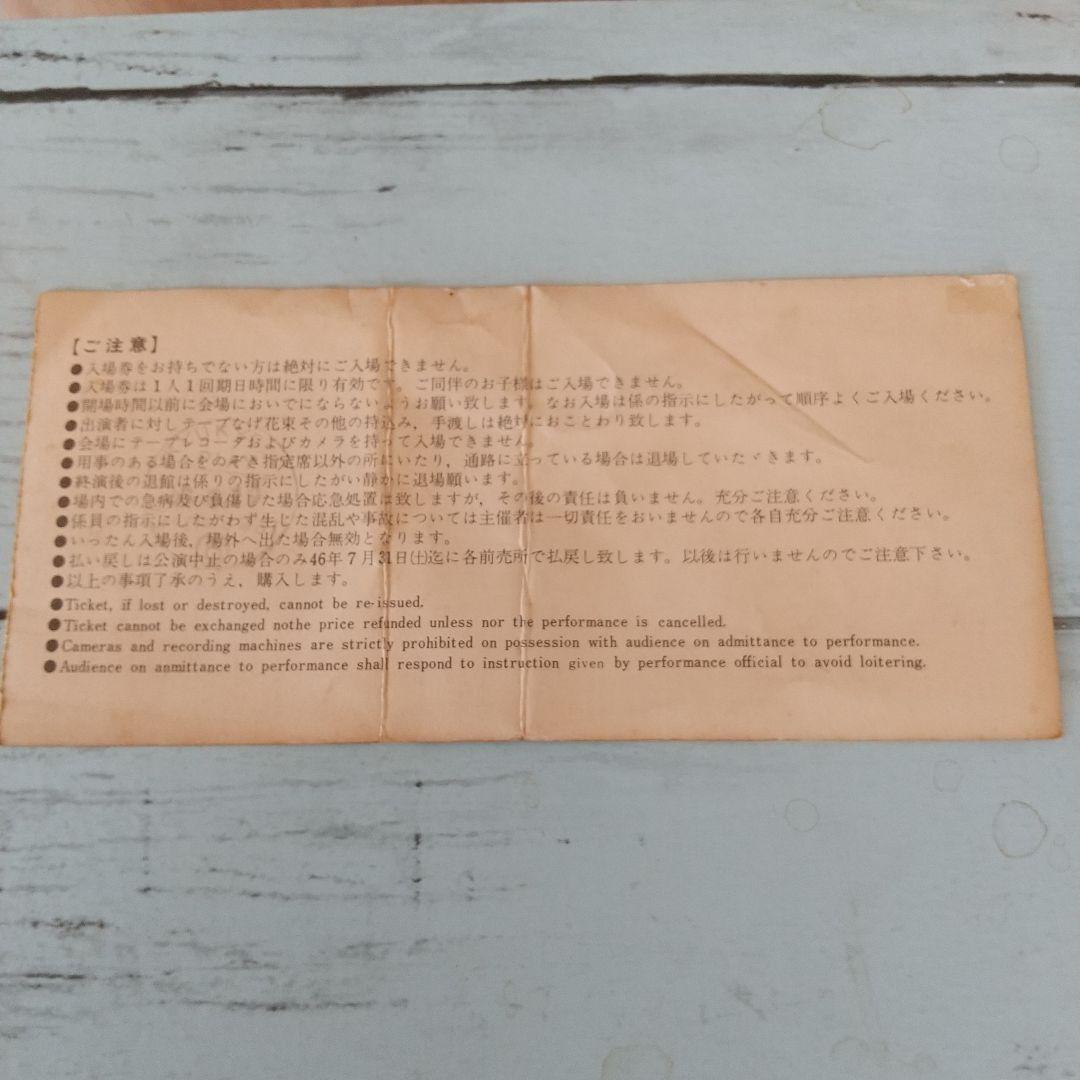 【ご注意】
●入場券をお持ちでない方は絶対にご入場できません。
●入場券は1人1回期日時間に限り有効です。ご同伴のお子様はご入場できません。
●開場時間以前に会場においでにならないようお願い致します。なお入場は係の指示にしたがって順序よくご入場ください。
●出演者に対しテープなげ花束その他の持込み，手渡しは絶対におことわり致します。
●会場にテープレコーダおよびカメラを持って入場できません。
●用事のある場合をのぞき指定席以外の所にいたり，通路に立っている場合は退場していたゞきます。
●終演後の退館は係りの指示にしたがい静かに退場願います。
●場内での急病及び負傷した場合応急処置は致しますが，その後の責任は負いません。充分ご注意ください。
●係員の指示にしたがわず生じた混乱や事故については主催者は一切責任をおいませんので各自充分ご注意ください。
●いったん入場後，場外へ出た場合無効となります。
●払い戻しは公演中止の場合のみ46年7月31日(土)迄に各前売所で払戻し致します。以後は行いませんのでご注意下さい。
●以上の事項了承のうえ，購入します。
●Ticket, if lost or destroyed, cannot be re-issued.
●Ticket cannot be exchanged nothe price refunded unless nor the performance is cancelled.
●Cameras and recording machines are strictly prohibited on possession with audience on admittance to performance.
●Audience on anmittance to performance shall respond to instruction given by performance official to avoid loitering.